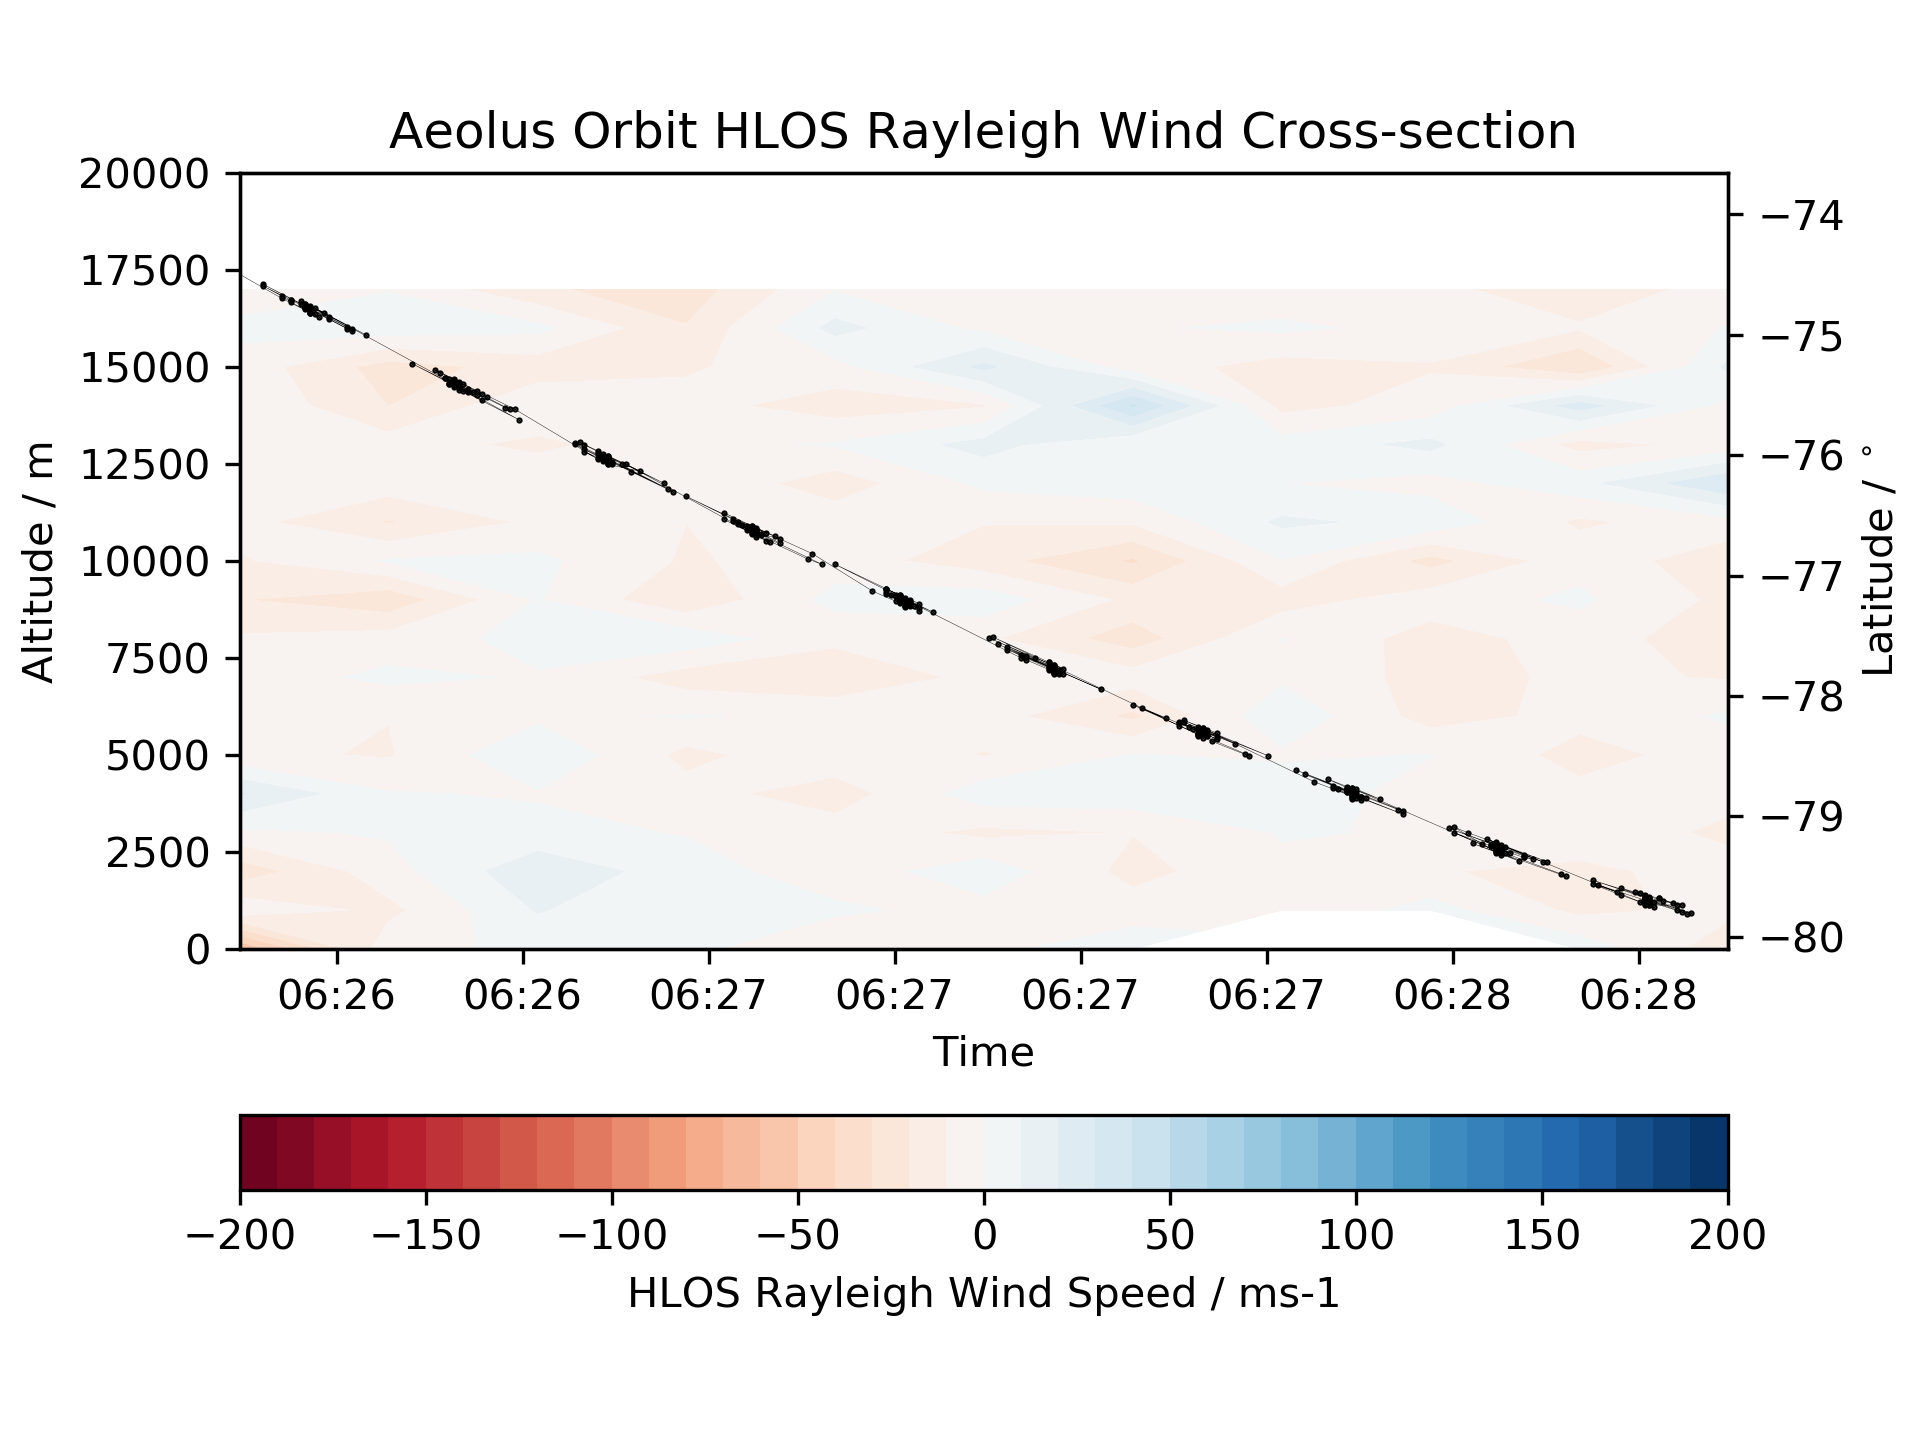 Aeolus Orbit HLOS Rayleigh Wind Cross-section
20000
17500
15000
12500
10000
7500
5000
2500
0
Altitude / m
−74
−75
−76
−77
−78
−79
−80
Latitude / °
06:26 06:26 06:27 06:27 06:27 06:27 06:28 06:28
Time
−200 −150 −100 −50 0 50 100 150 200
HLOS Rayleigh Wind Speed / ms-1